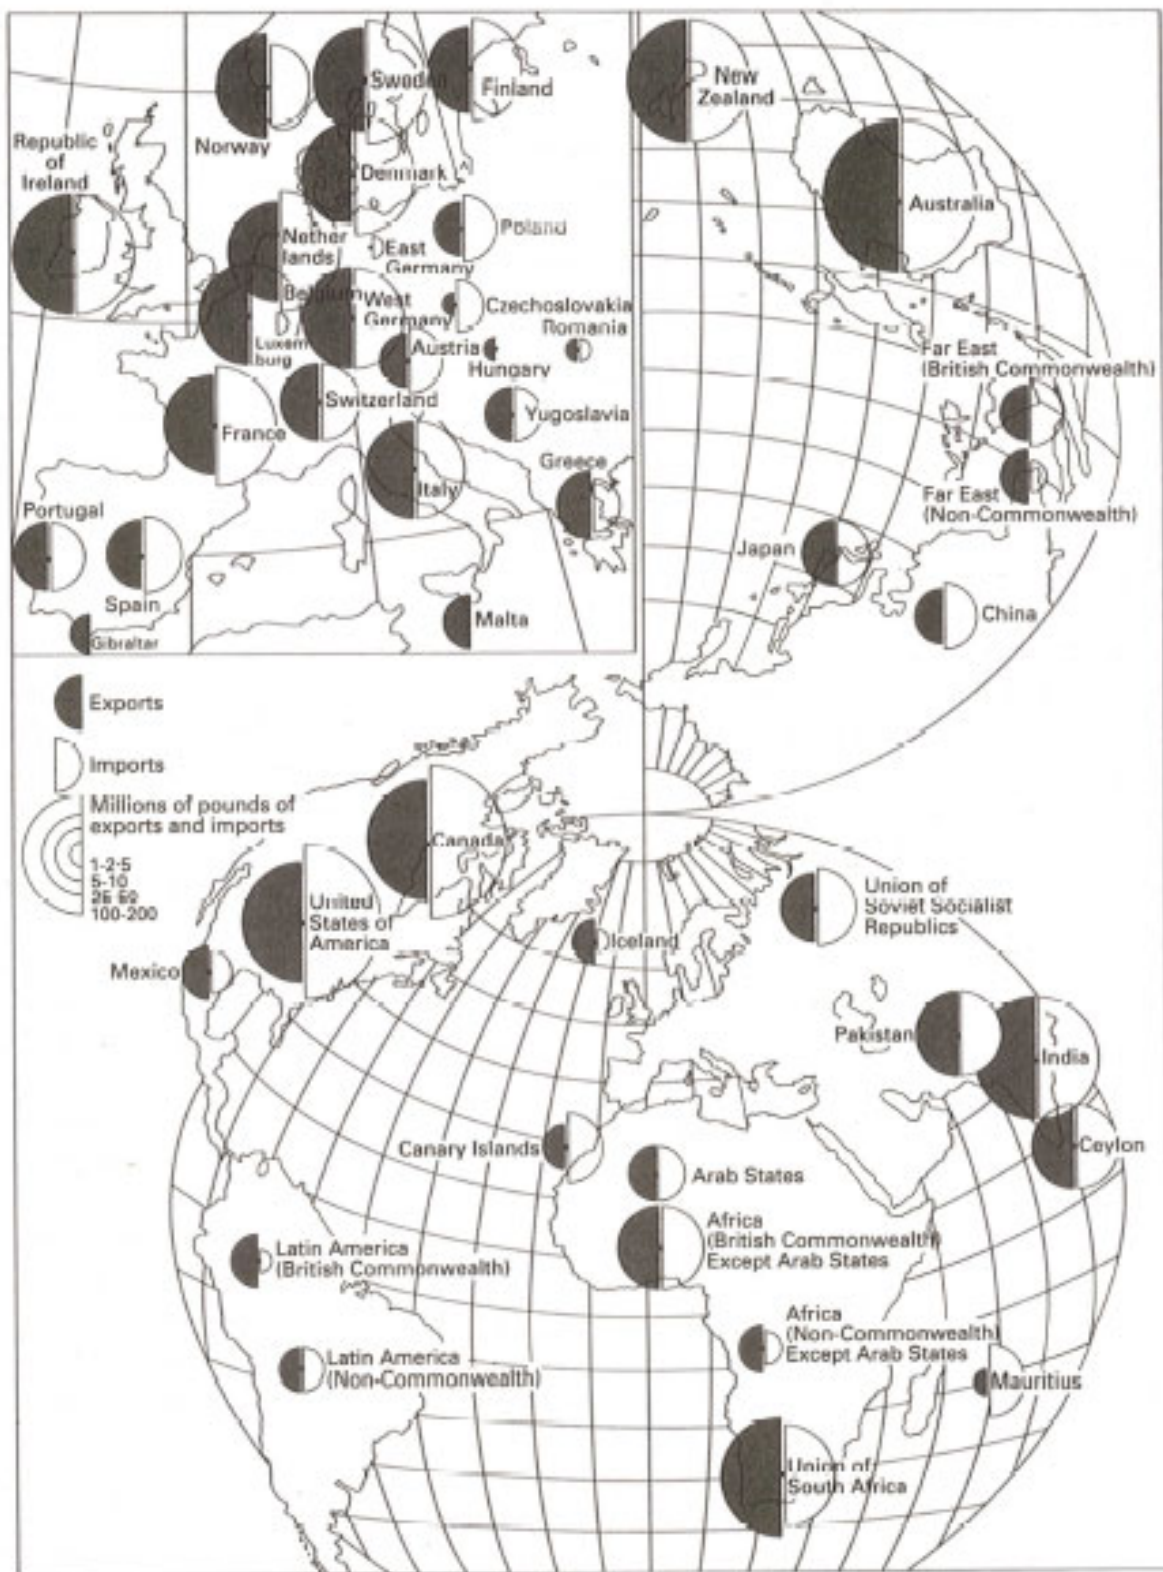 Norway
Sweden
Finland
Republic
of
Ireland
Denmark
Nether
lands
East
Germany
Poland
Belgium
West
Germany
Czechoslovakia
Romania
Luxem
burg
Austria
Hungary
Switzerland
France
Yugoslavia
Italy
Greece
Portugal
Spain
Gibraltar
Malta
New
Zealand
Australia
Far East
(British Commonwealth)
Far East
(Non-Commonwealth)
Japan
China
Exports
Imports
Millions of pounds of
exports and imports
1-2·5
5-10
100-200
Canada
United
States of
America
Mexico
Iceland
Union of
Soviet Socialist
Republics
Pakistan
India
Ceylon
Canary Islands
Arab States
Africa
(British Commonwealth)
Except Arab States
Latin America
(British Commonwealth)
Africa
(Non-Commonwealth)
Except Arab States
Latin America
(Non-Commonwealth)
Mauritius
Union of
South Africa